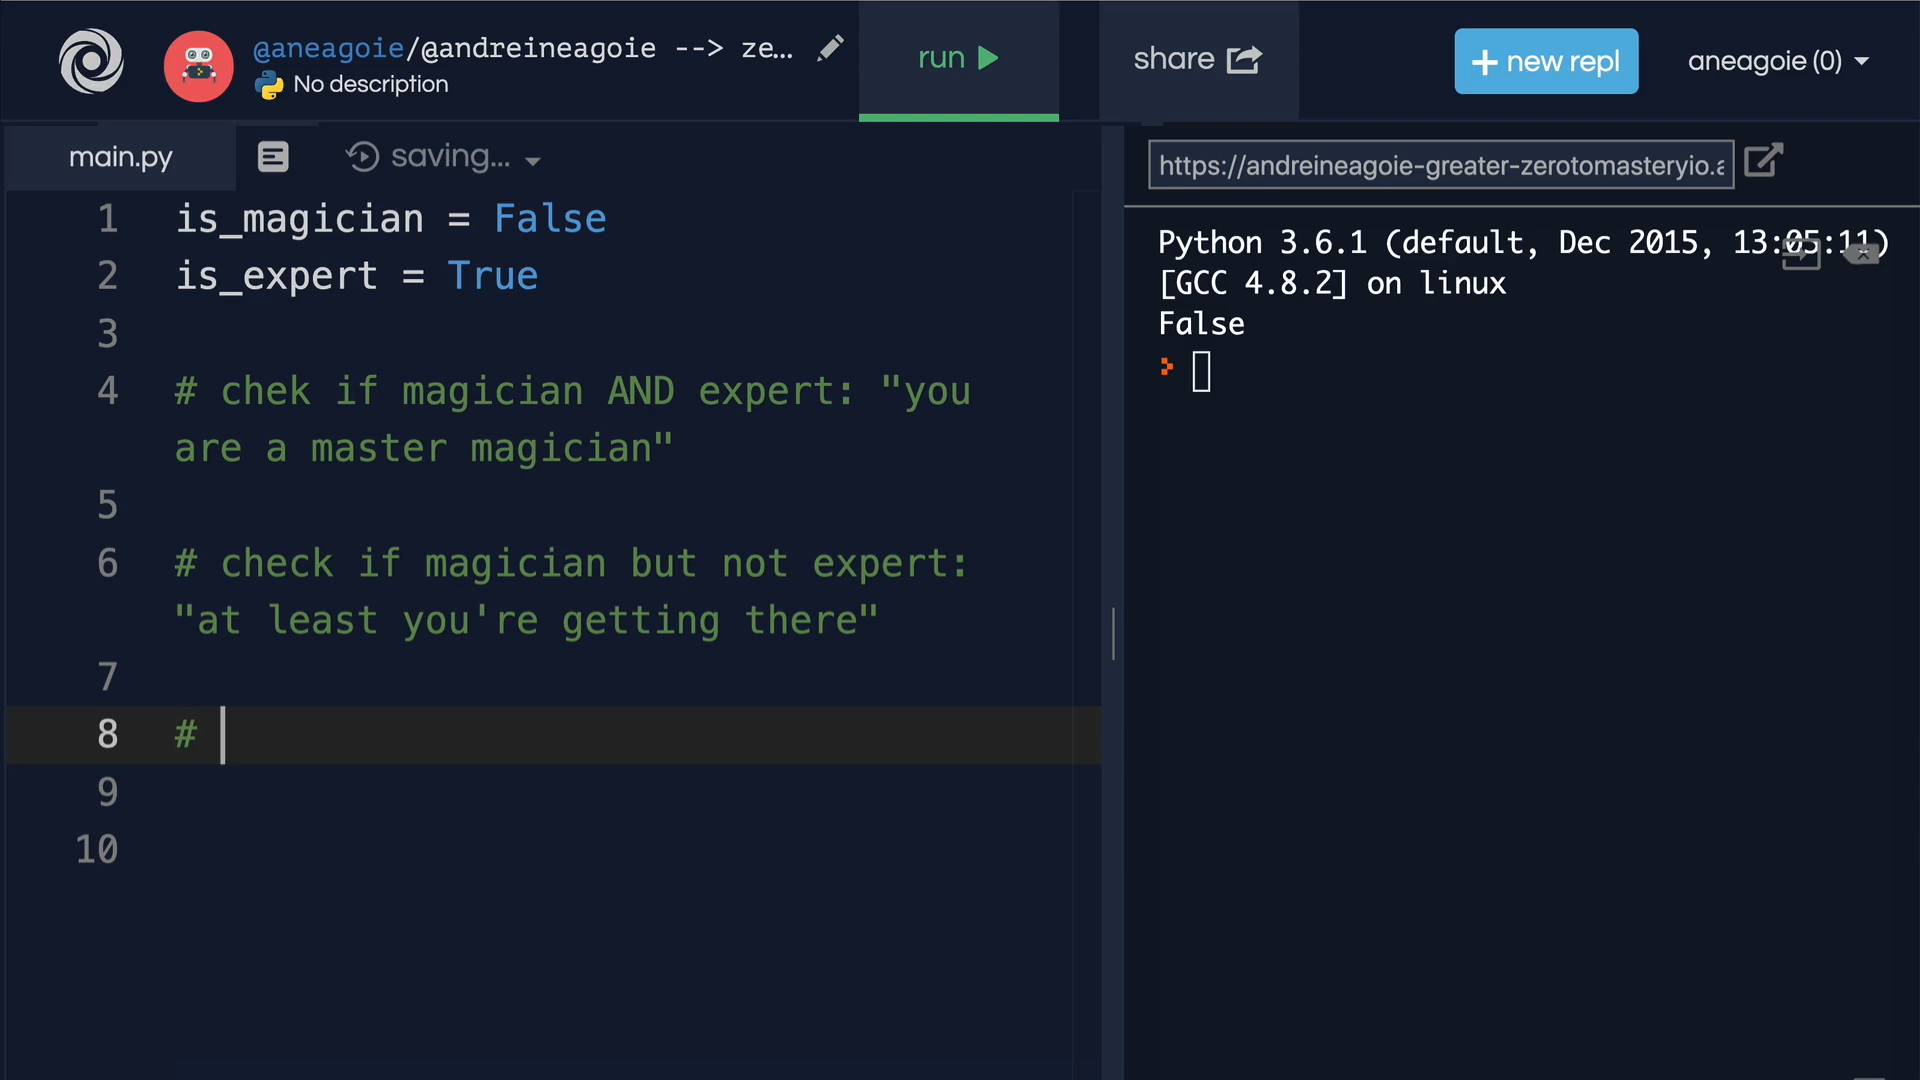 @aneagoie/@andreineagoie --> ze...
No description
run
share
+ new repl
aneagoie (0)
main.py
saving...
https://andreineagoie-greater-zerotomasteryio.a
1 is_magician = False
2 is_expert = True
3
4 # chek if magician AND expert: "you
are a master magician"
5
6 # check if magician but not expert:
"at least you're getting there"
7
8 #
9
10
Python 3.6.1 (default, Dec 2015, 13:05:11)
[GCC 4.8.2] on linux
False